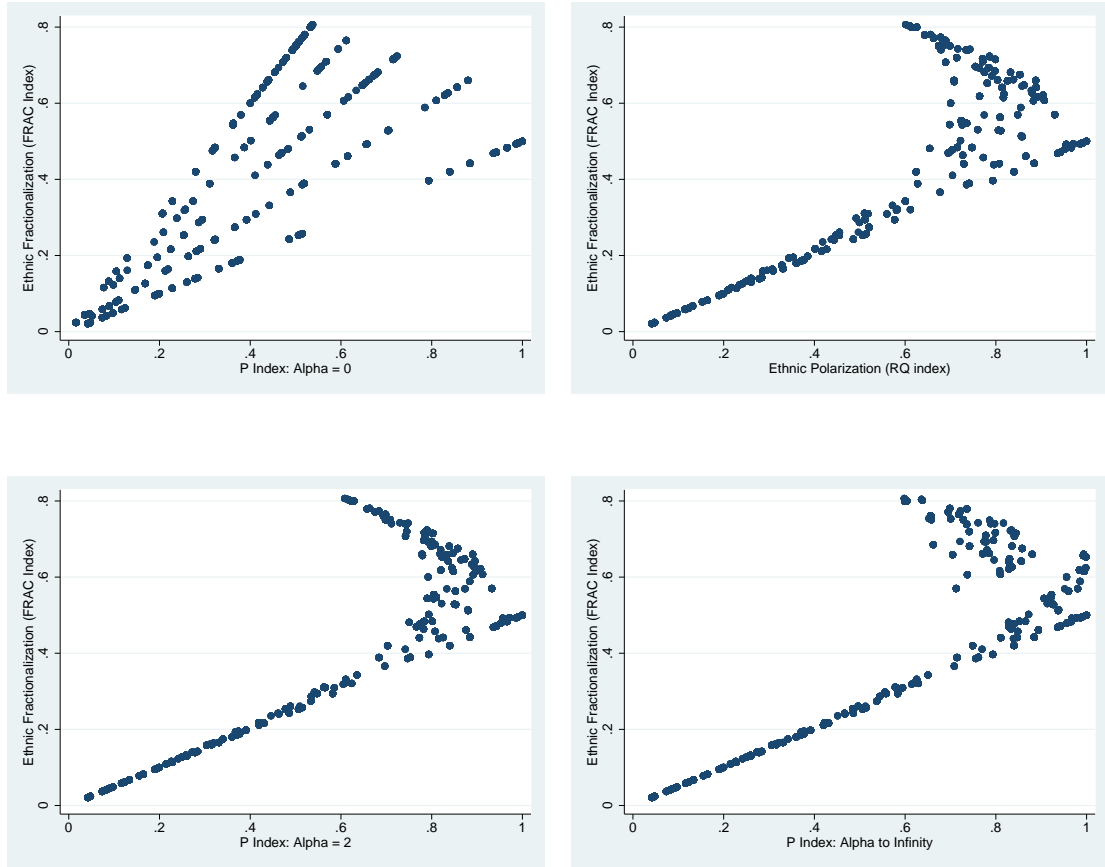 Ethnic Fractionalization (FRAC Index)
.8
.6
.4
.2
0
0 .2 .4 .6 .8 1
P Index: Alpha = 0
Ethnic Fractionalization (FRAC Index)
.8
.6
.4
.2
0
0 .2 .4 .6 .8 1
Ethnic Polarization (RQ index)
Ethnic Fractionalization (FRAC Index)
.8
.6
.4
.2
0
0 .2 .4 .6 .8 1
P Index: Alpha = 2
Ethnic Fractionalization (FRAC Index)
.8
.6
.4
.2
0
0 .2 .4 .6 .8 1
P Index: Alpha to Infinity